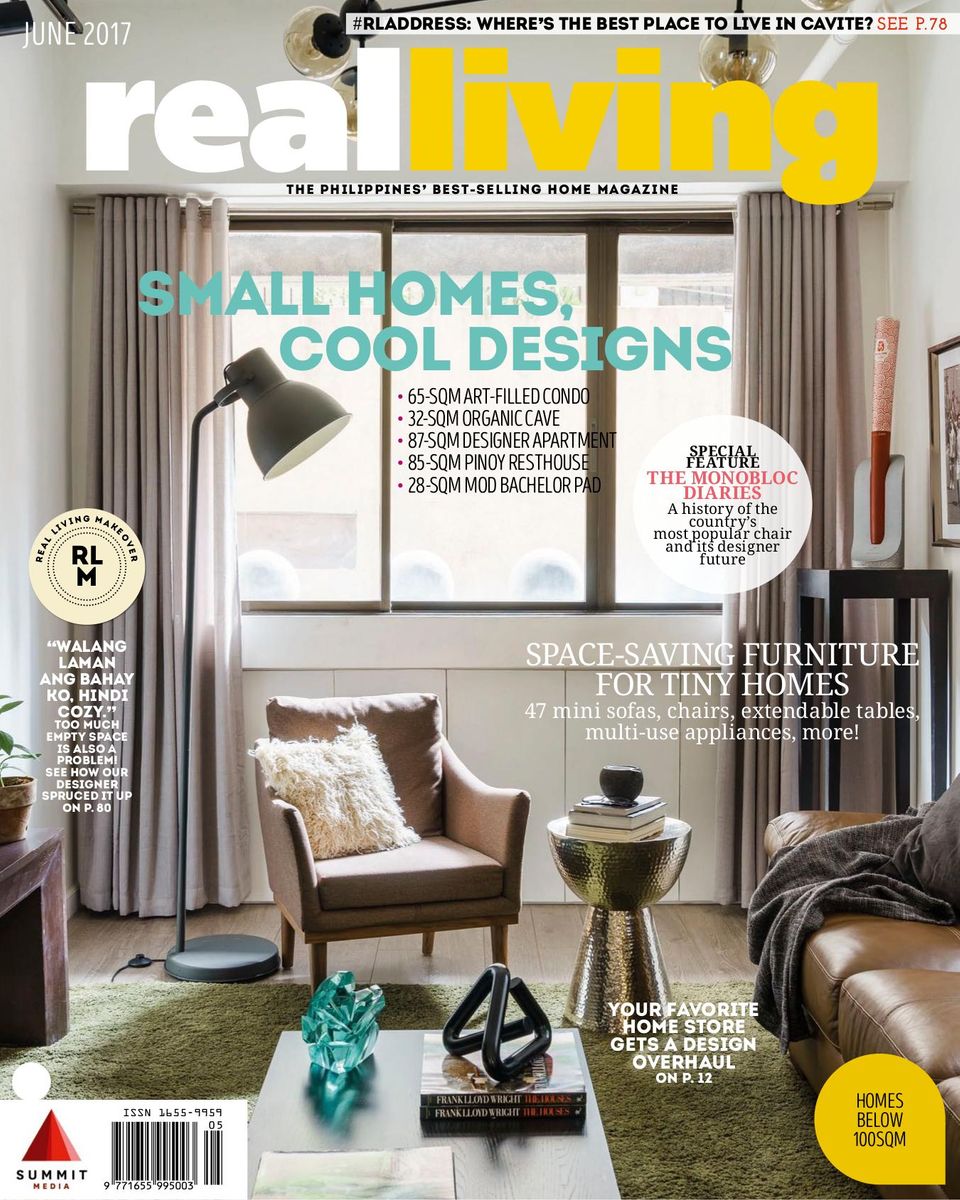 JUNE 2017
#RLADDRESS: WHERE'S THE BEST PLACE TO LIVE IN CAVITE? SEE P.78
realliving
THE PHILIPPINES' BEST-SELLING HOME MAGAZINE
SMALL HOMES,
COOL DESIGNS
• 65-SQM ART-FILLED CONDO
• 32-SQM ORGANIC CAVE
• 87-SQM DESIGNER APARTMENT
• 85-SQM PINOY RESTHOUSE
• 28-SQM MOD BACHELOR PAD
SPECIAL
FEATURE
THE MONOBLOC
DIARIES
A history of the
country's
most popular chair
and its designer
future
REAL LIVING MAKEOVER
RL
M
"WALANG
LAMAN
ANG BAHAY
KO, HINDI
COZY."
TOO MUCH
EMPTY SPACE
IS ALSO A
PROBLEM!
SEE HOW OUR
DESIGNER
SPRUCED IT UP
ON P. 80
SPACE-SAVING FURNITURE
FOR TINY HOMES
47 mini sofas, chairs, extendable tables,
multi-use appliances, more!
YOUR FAVORITE
HOME STORE
GETS A DESIGN
OVERHAUL
ON P. 12
FRANK LLOYD WRIGHT THE HOUSES
FRANK LLOYD WRIGHT THE HOUSES
HOMES
BELOW
100SQM
SUMMIT
MEDIA
ISSN 1655-9959
05
9 771655 995003